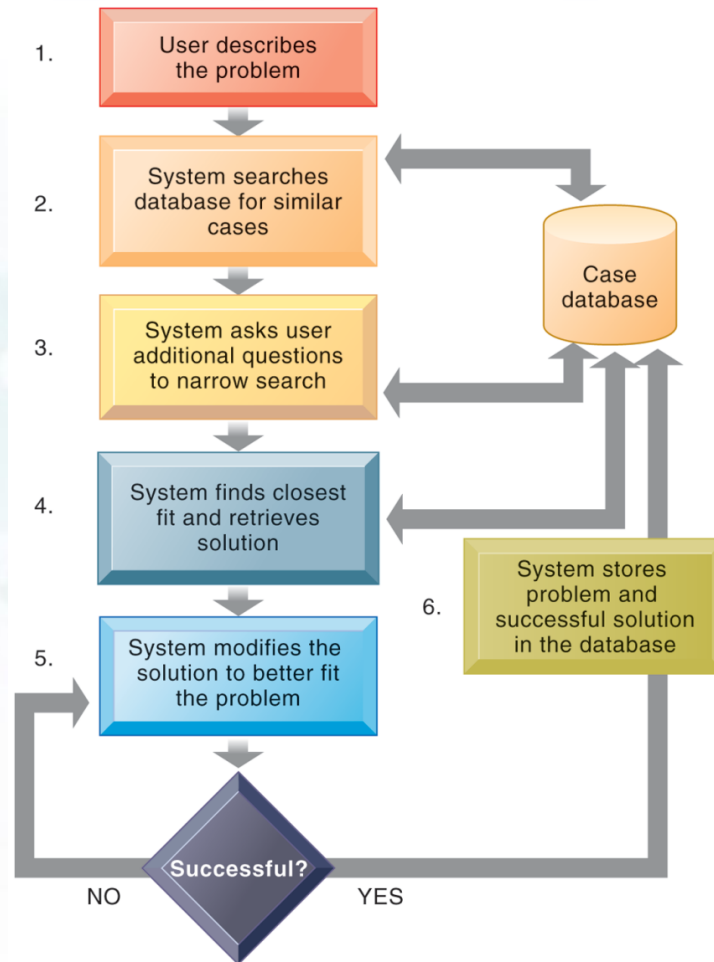 1.
User describes
the problem
2.
System searches
database for similar
cases
Case
database
3.
System asks user
additional questions
to narrow search
4.
System finds closest
fit and retrieves
solution
5.
System modifies the
solution to better fit
the problem
6.
System stores
problem and
successful solution
in the database
Successful?
NO
YES